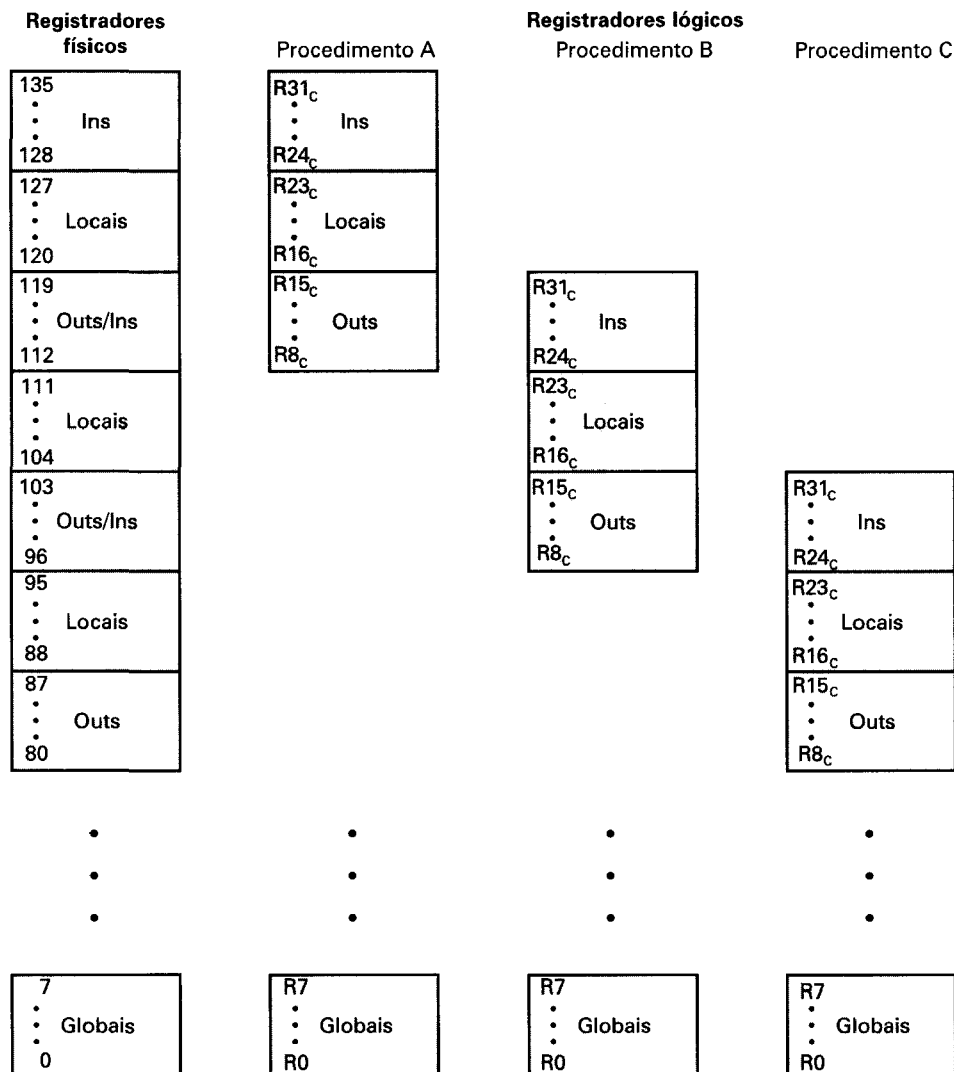 Registradores físicos
Registradores lógicos
Procedimento A
Procedimento B
Procedimento C
135
Ins
128
127
Locais
120
119
Outs/Ins
112
111
Locais
104
103
Outs/Ins
96
95
Locais
88
87
Outs
80
7
Globais
0
R31c
Ins
R24c
R23c
Locais
R16c
R15c
Outs
R8c
R7
Globais
R0
R31c
Ins
R24c
R23c
Locais
R16c
R15c
Outs
R8c
R7
Globais
R0
R31c
Ins
R24c
R23c
Locais
R16c
R15c
Outs
R8c
R7
Globais
R0